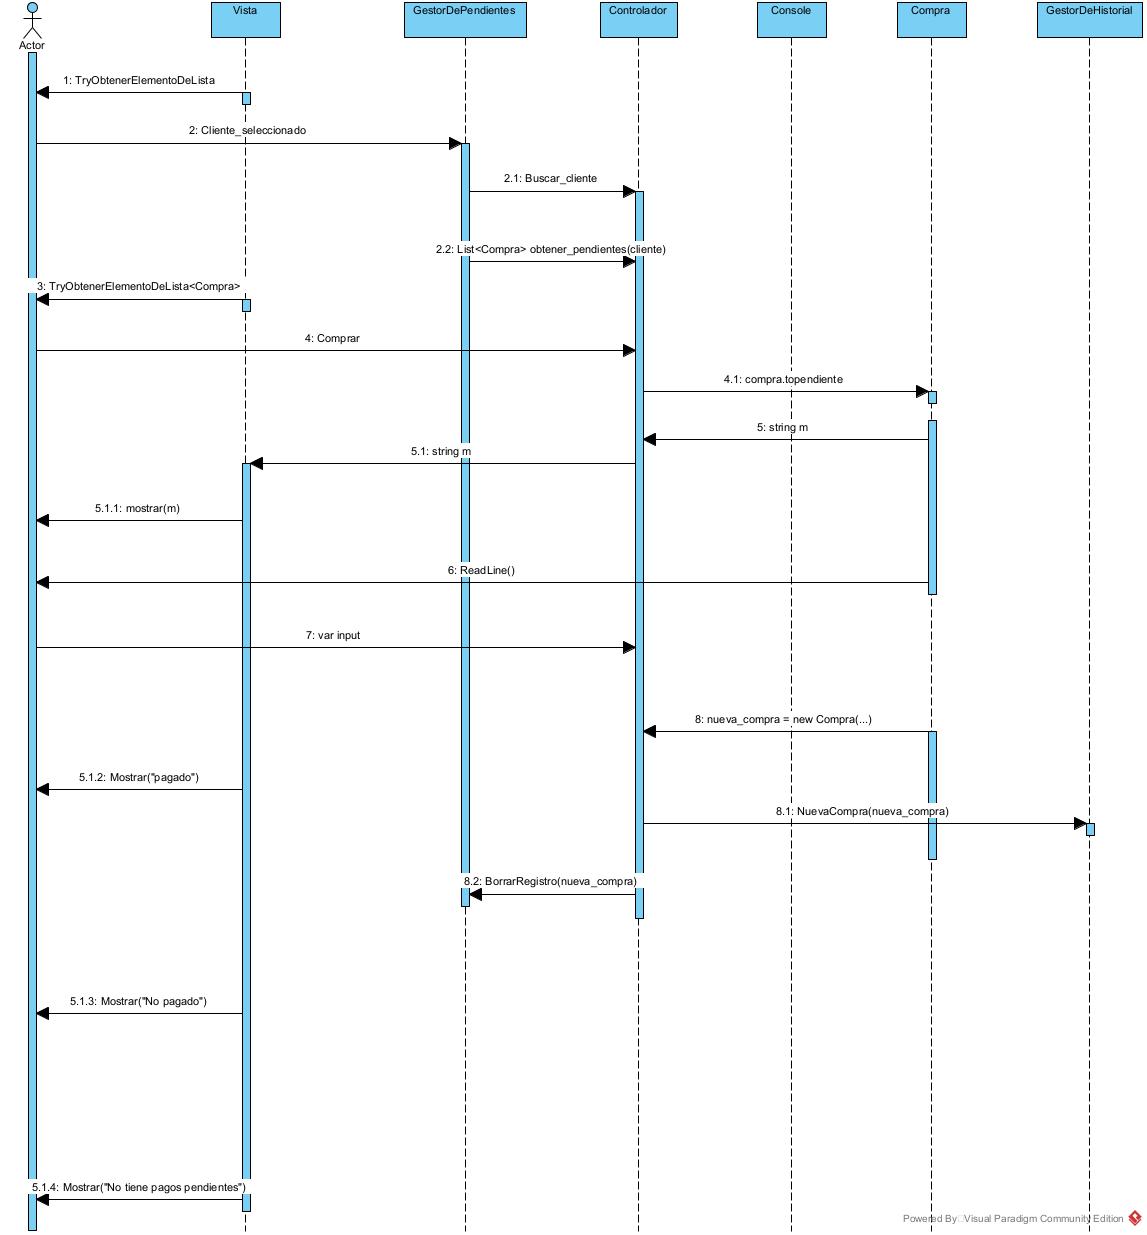 Vista
GestorDePendientes
Controlador
Console
Compra
GestorDeHistorial
Actor
1: TryObtenerElementoDeLista
2: Cliente_seleccionado
2.1: Buscar_cliente
2.2: List<Compra> obtener_pendientes(cliente)
3: TryObtenerElementoDeLista<Compra>
4: Comprar
4.1: compra.topendiente
5: string m
5.1: string m
5.1.1: mostrar(m)
6: ReadLine()
7: var input
8: nueva_compra = new Compra(...)
5.1.2: Mostrar("pagado")
8.1: NuevaCompra(nueva_compra)
8.2: BorrarRegistro(nueva_compra)
5.1.3: Mostrar("No pagado")
5.1.4: Mostrar("No tiene pagos pendientes")
Powered By Visual Paradigm Community Edition